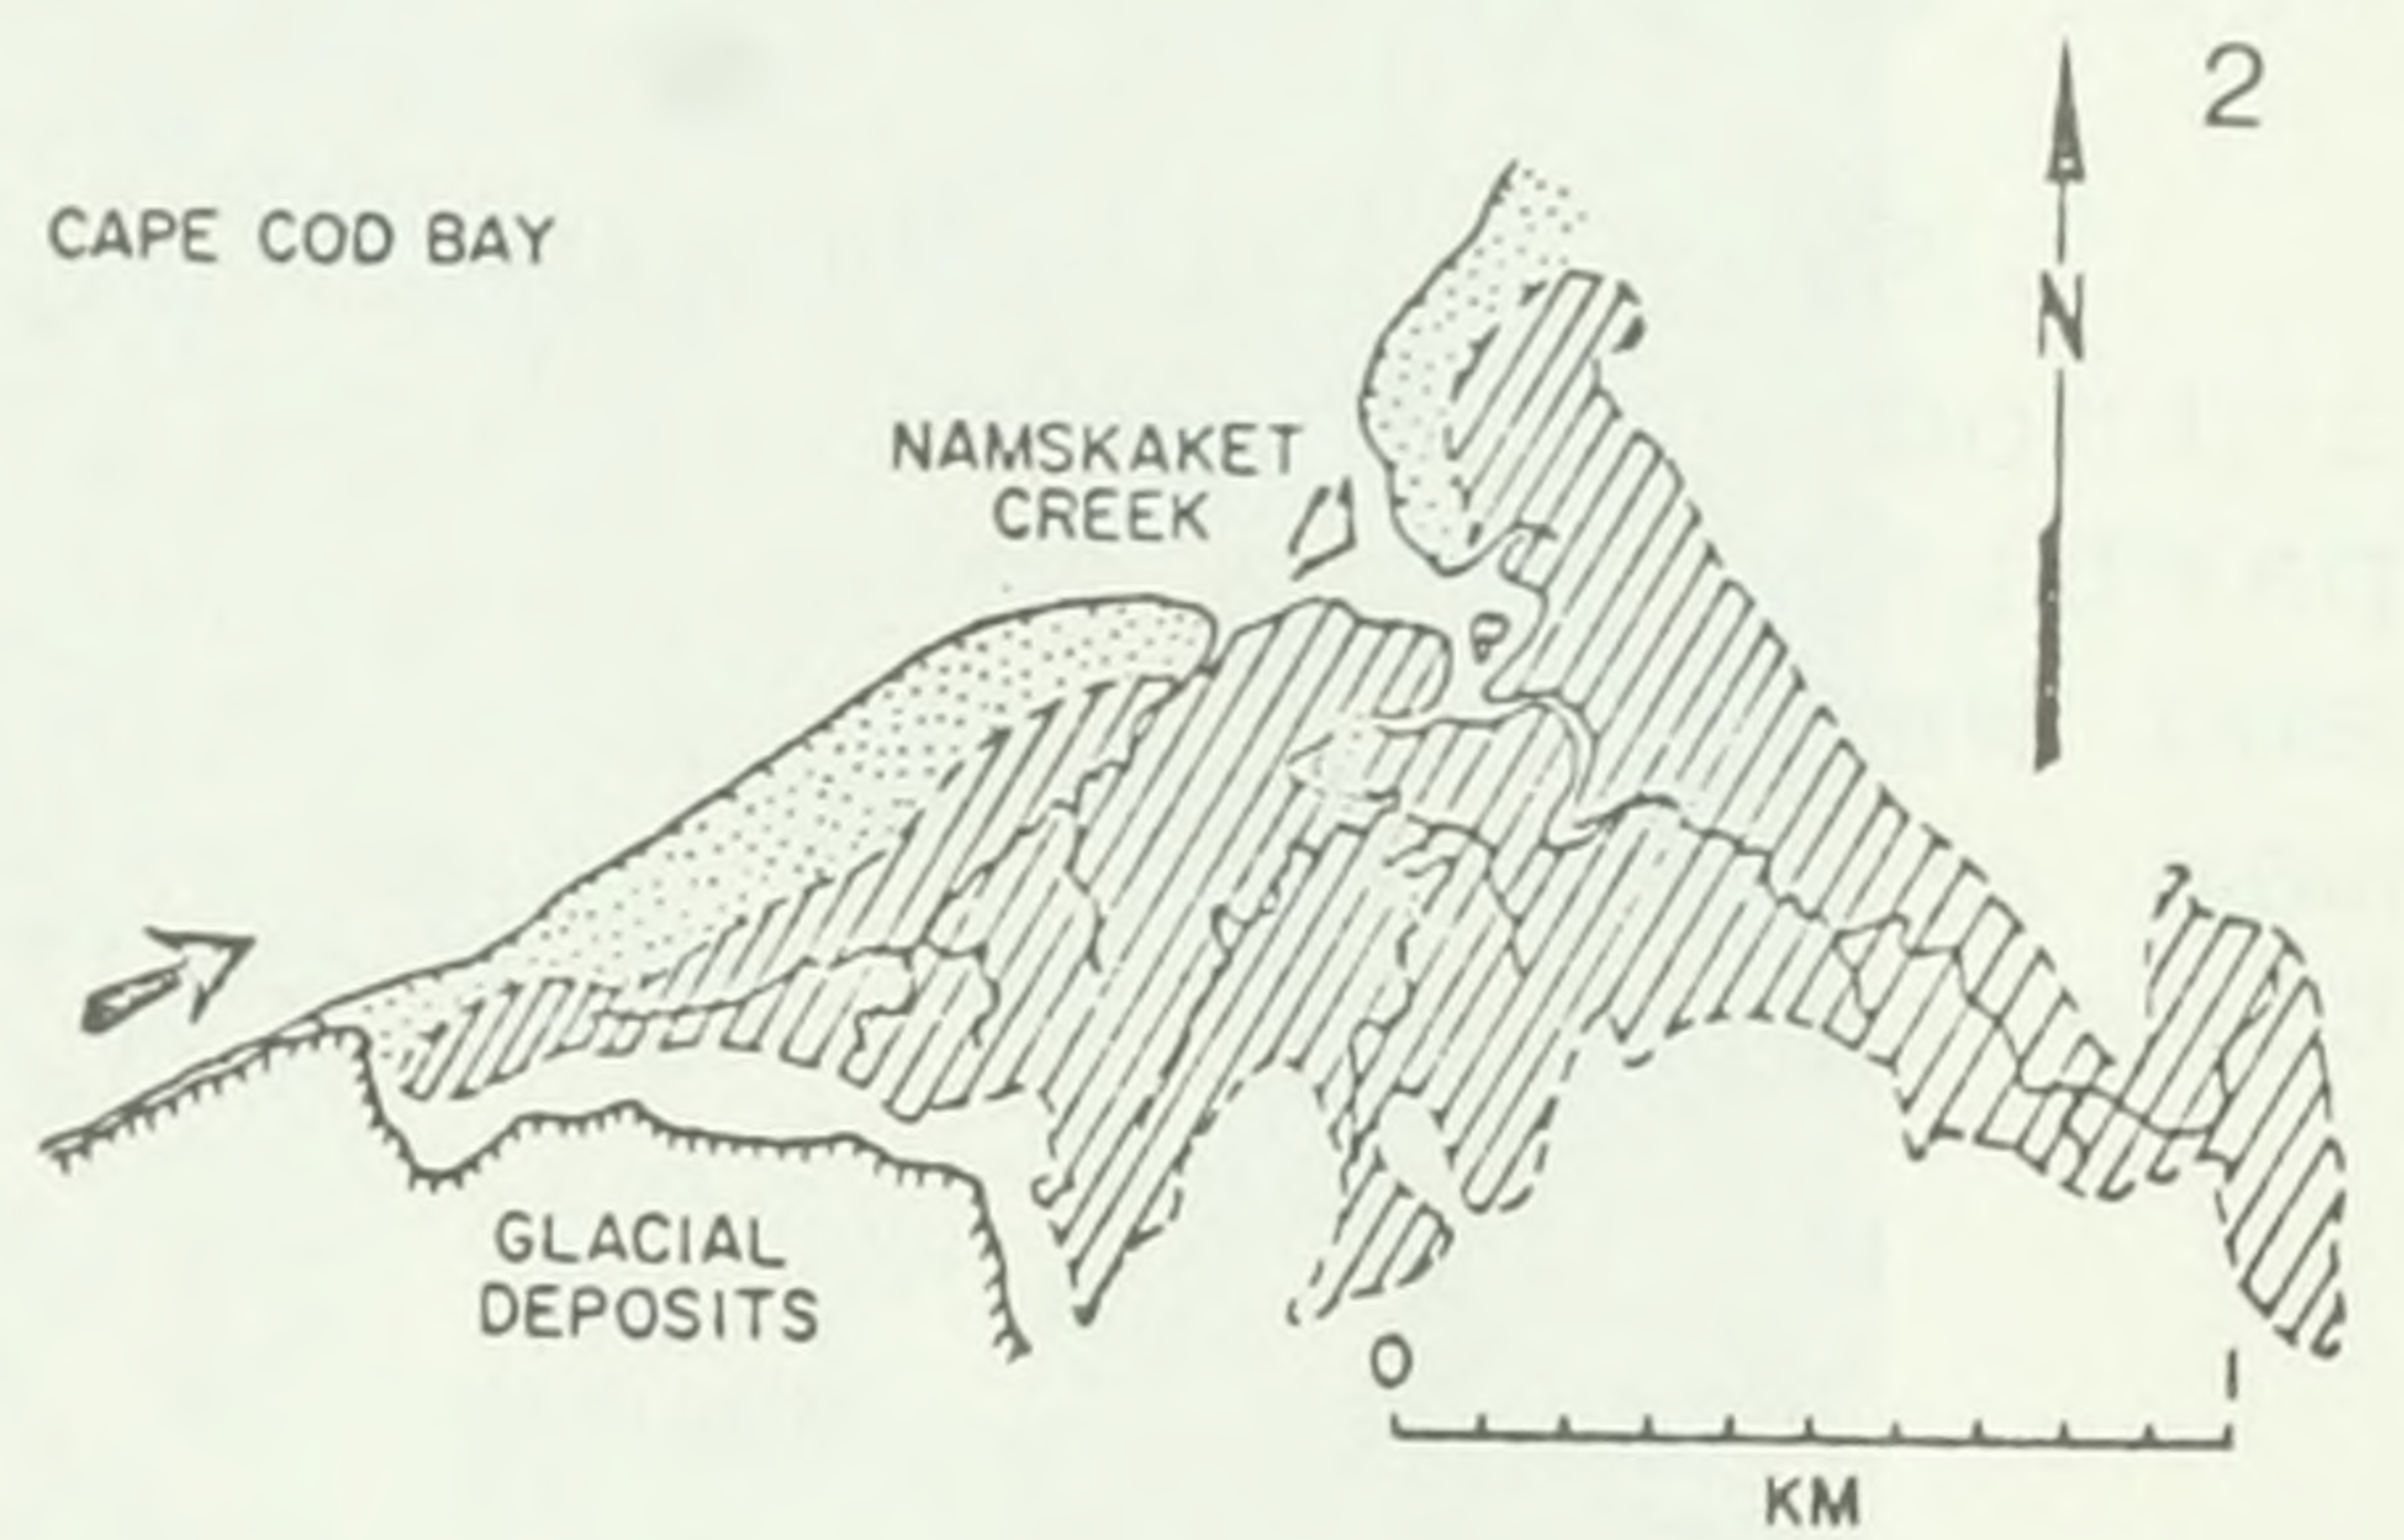 2
CAPE COD BAY
N
NAMSKAKET
CREEK
GLACIAL
DEPOSITS
0 1
KM